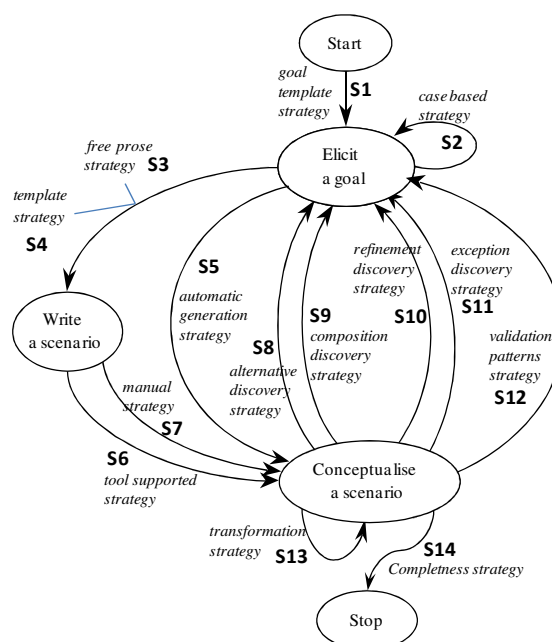 Start
goal
template
strategy
S1
case based
strategy
S2
Elicit
a goal
free prose
strategy
S3
template
strategy
S4
S5
automatic
generation
strategy
refinement
discovery
strategy
S10
exception
discovery
strategy
S11
Write
a scenario
S8
alternative
discovery
strategy
S9
composition
discovery
strategy
validation
patterns
strategy
S12
manual
strategy
S7
S6
tool supported
strategy
Conceptualise
a scenario
transformation
strategy
S13
S14
Completness strategy
Stop